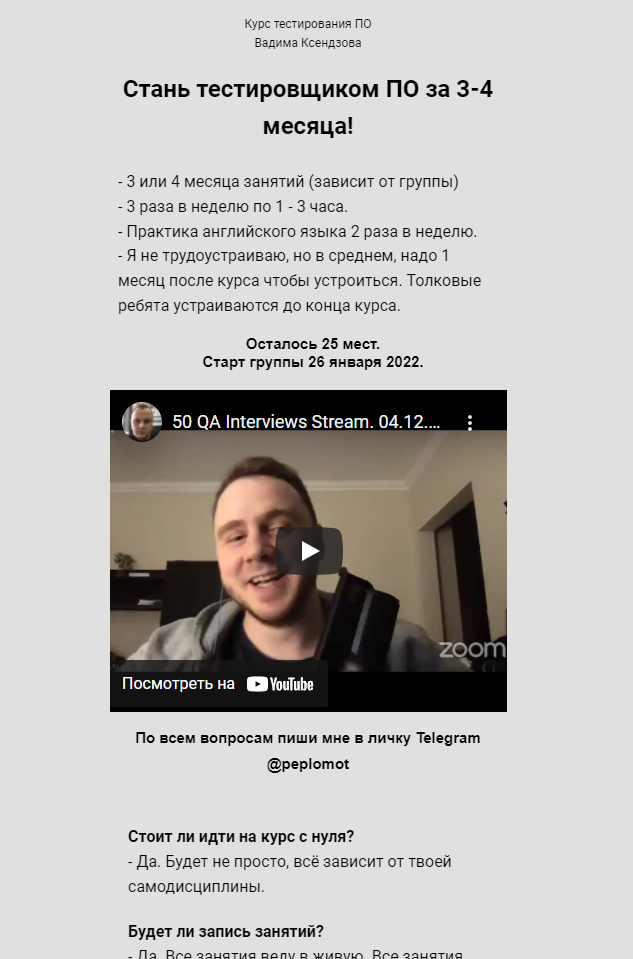 Курс тестирования ПО
Вадима Ксендзова
Стань тестировщиком ПО за 3-4
месяца!
- 3 или 4 месяца занятий (зависит от группы)
- 3 раза в неделю по 1 - 3 часа.
- Практика английского языка 2 раза в неделю.
- Я не трудоустраиваю, но в среднем, надо 1
месяц после курса чтобы устроиться. Толковые
ребята устраиваются до конца курса.
Осталось 25 мест.
Старт группы 26 января 2022.
50 QA Interviews Stream. 04.12....
zoom
Посмотреть на YouTube
По всем вопросам пиши мне в личку Telegram
@peplomot
Стоит ли идти на курс с нуля?
- Да. Будет не просто, всё зависит от твоей
самодисциплины.
Будет ли запись занятий?
- Да. Все занятия веду в живую. Все занятия